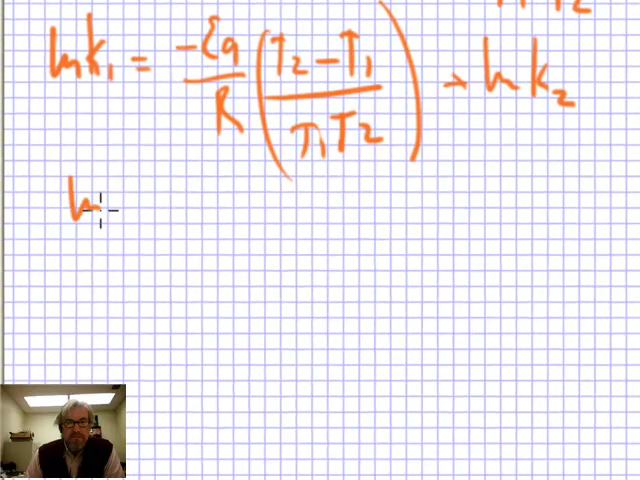 ln k₁ = -Ea/R (T₂ - T₁ / T₁T₂) + ln k₂
ln